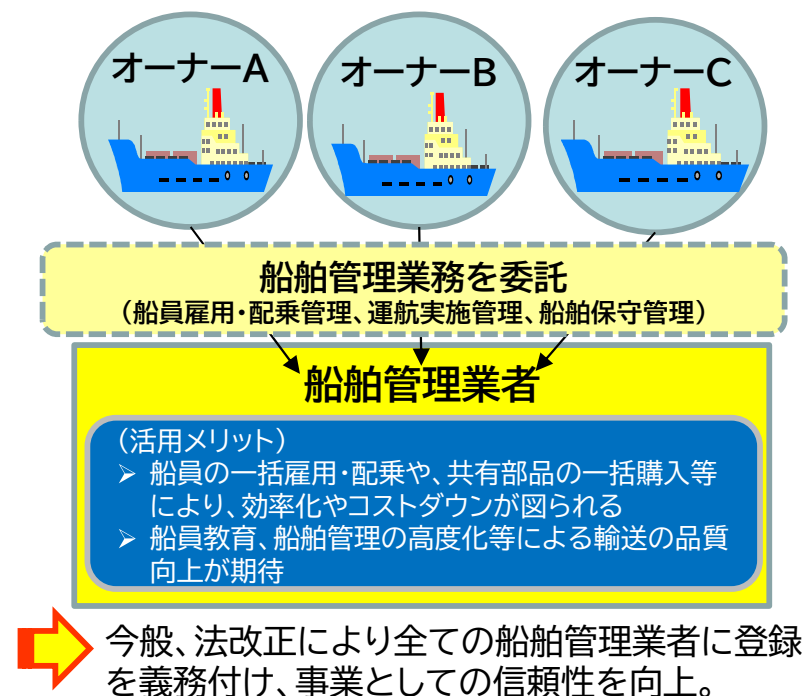 オーナーA オーナーB オーナーC
船舶管理業務を委託
(船員雇用・配乗管理、運航実施管理、船舶保守管理)
船舶管理業者
(活用メリット)
➢ 船員の一括雇用・配乗や、共有部品の一括購入等
により、効率化やコストダウンが図られる
➢ 船員教育、船舶管理の高度化等による輸送の品質
向上が期待
今般、法改正により全ての船舶管理業者に登録
を義務付け、事業としての信頼性を向上。